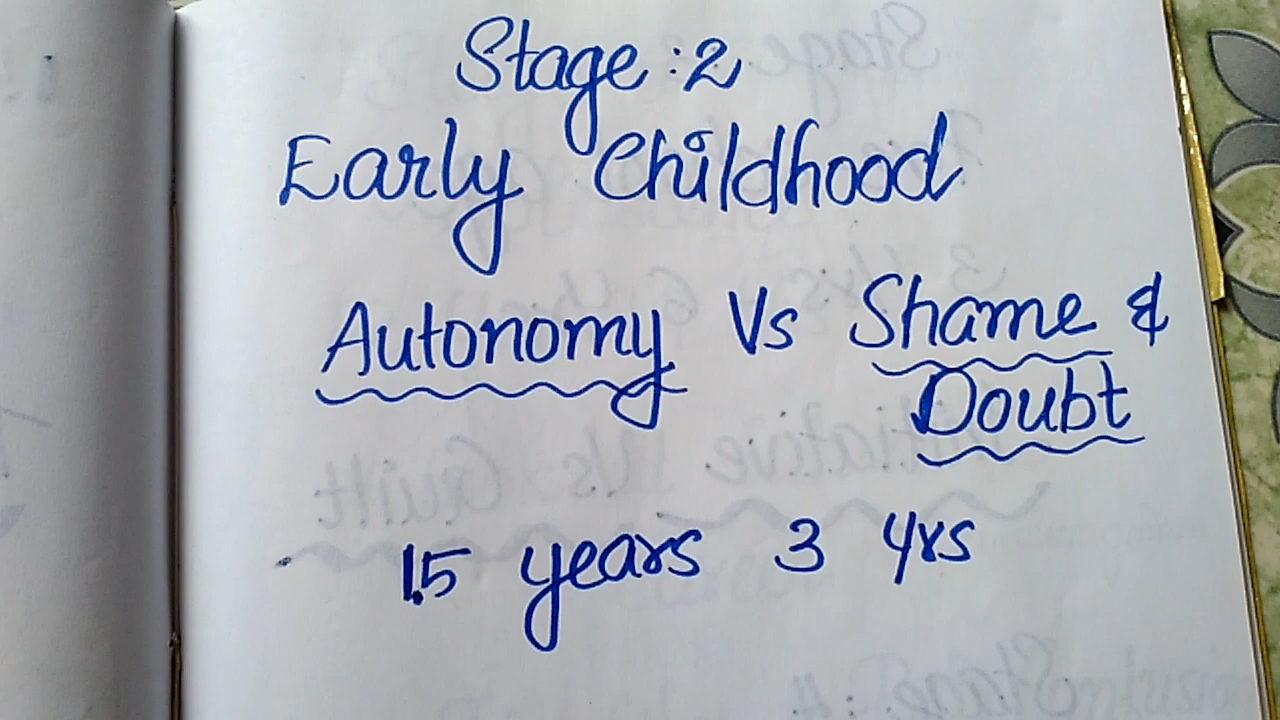 Stage : 2
Early Childhood
Autonomy Vs Shame &
Doubt
1.5 years 3 yrs